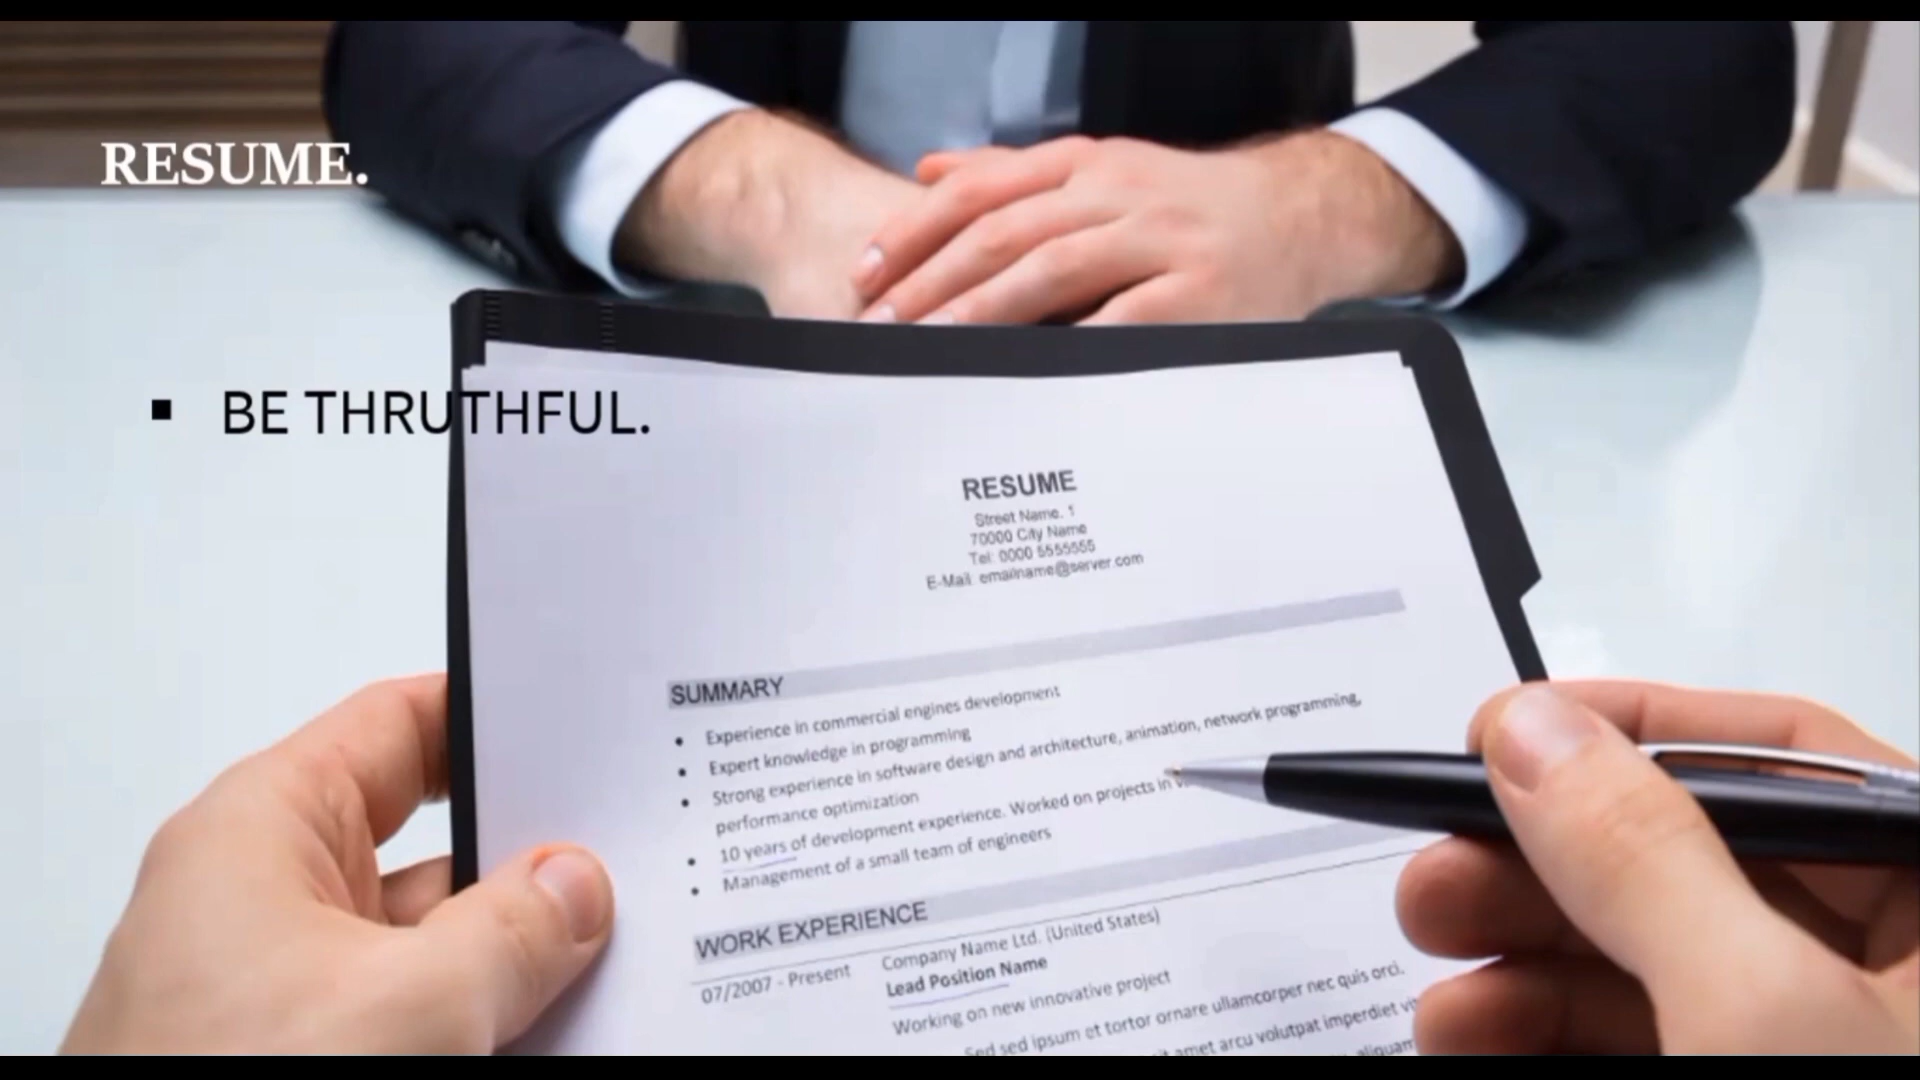 RESUME.
▪ BE THRUTHFUL.
RESUME
Street Name. 1
70000 City Name
Tel: 0000 5555555
E-Mail: emailname@server.com
SUMMARY
• Experience in commercial engines development
• Expert knowledge in programming
• Strong experience in software design and architecture, animation, network programming,
performance optimization
• 10 years of development experience. Worked on projects in
• Management of a small team of engineers
WORK EXPERIENCE
07/2007 - Present Company Name Ltd. (United States)
Lead Position Name
Working on new innovative project
Sed sed ipsum et tortor ornare ullamcorper nec quis orci,
amet arcu volutpat imperdiet
aliquam